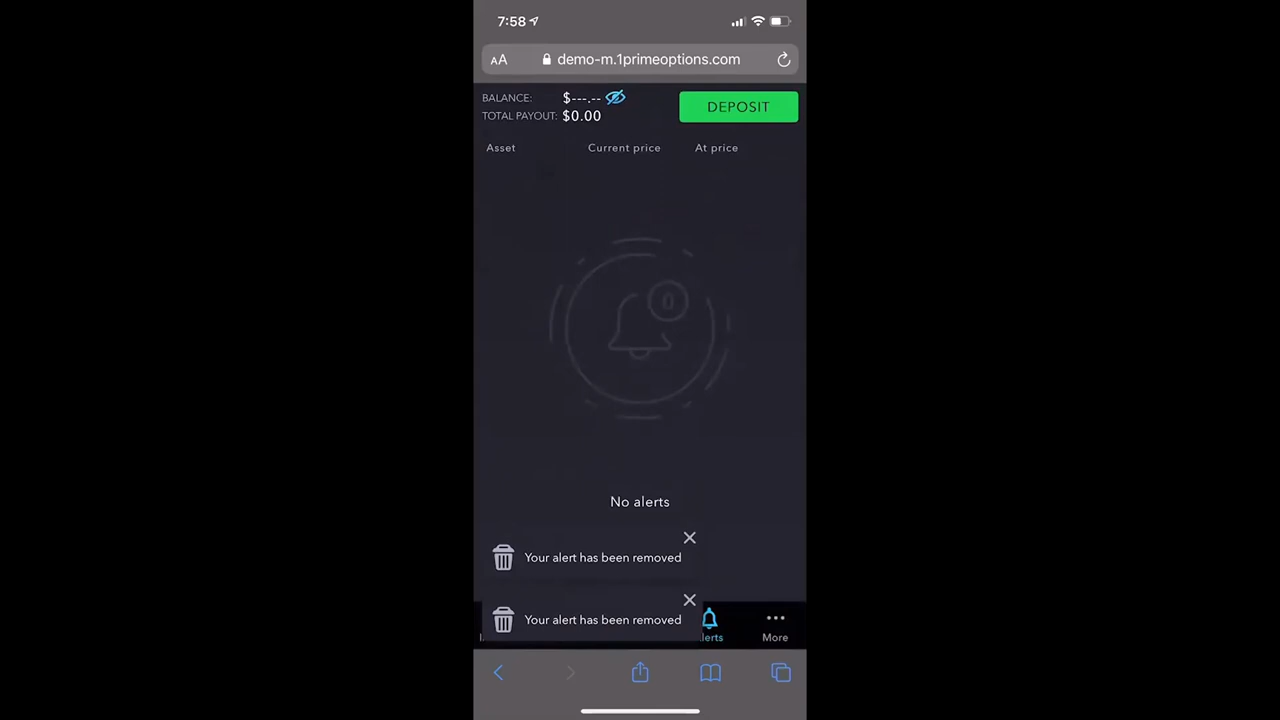 7:58
AA demo-m.1primeoptions.com
BALANCE: $---.--
TOTAL PAYOUT: $0.00
DEPOSIT
Asset Current price At price
No alerts
Your alert has been removed
Your alert has been removed
lerts
More